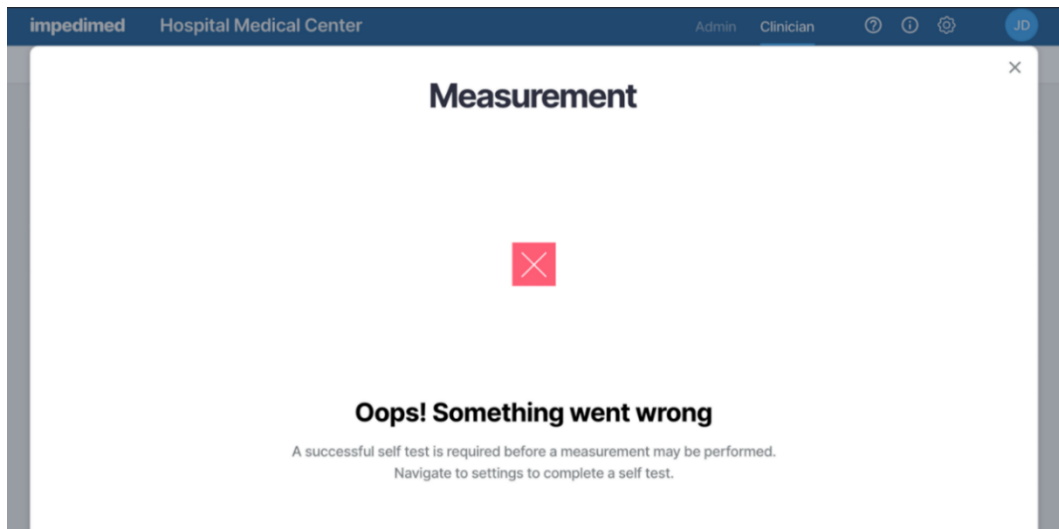 impedimed Hospital Medical Center Admin Clinician JD
Measurement
Oops! Something went wrong
A successful self test is required before a measurement may be performed.
Navigate to settings to complete a self test.